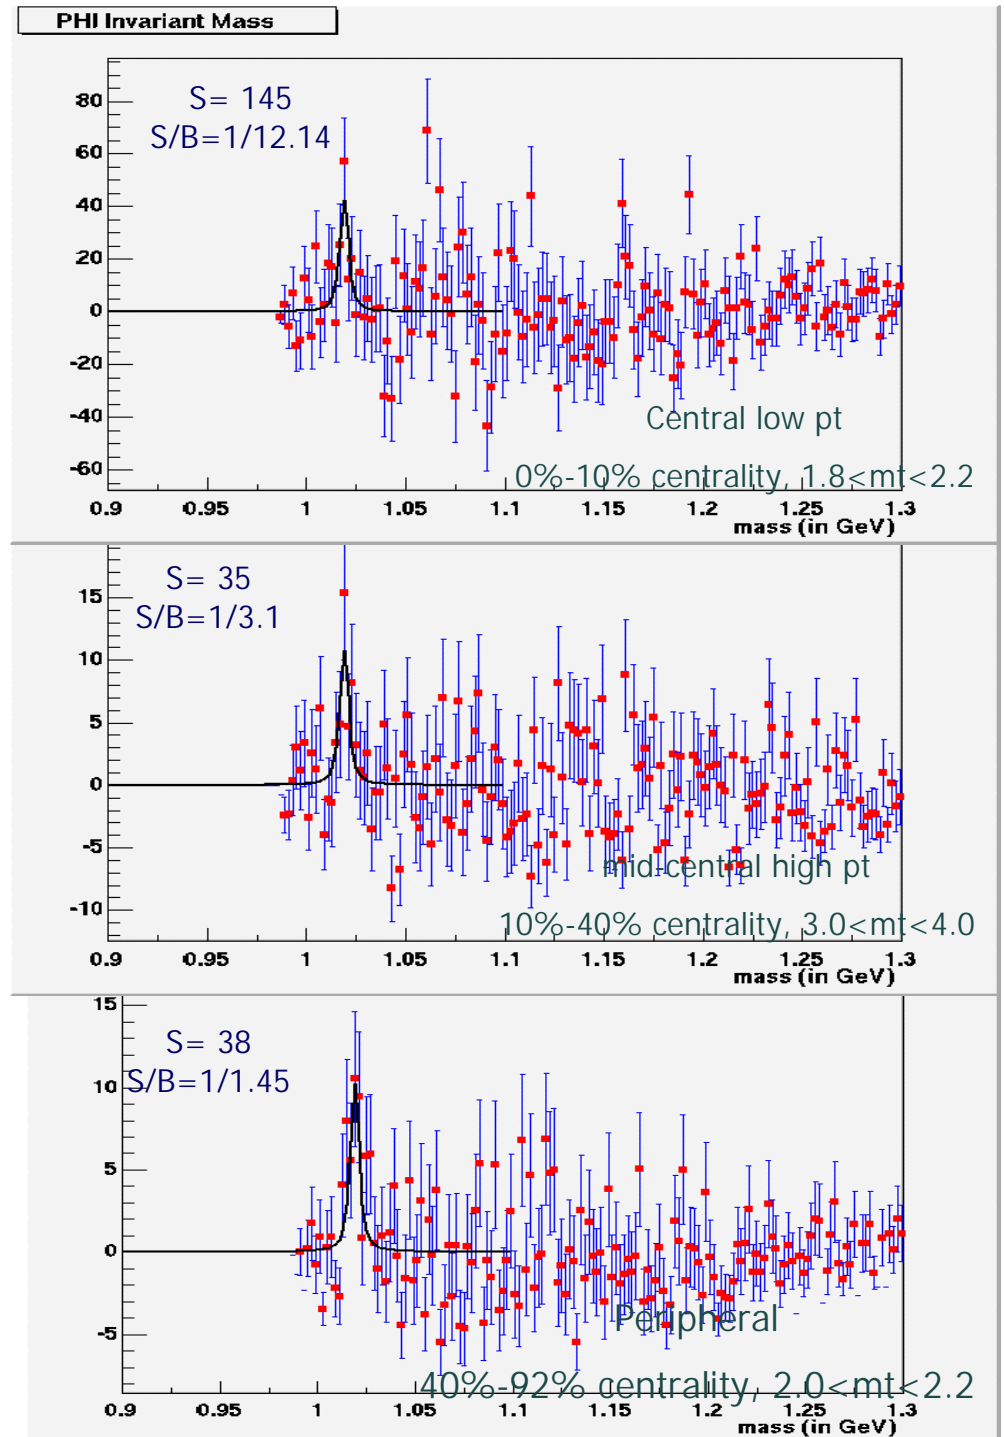 PHI Invariant Mass
S= 145
S/B=1/12.14
80
60
40
20
0
-20
-40
-60
Central low pt
0%-10% centrality, 1.8<mt<2.2
0.9 0.95 1 1.05 1.1 1.15 1.2 1.25 1.3
mass (in GeV)
S= 35
S/B=1/3.1
15
10
5
0
-5
-10
mid-central high pt
10%-40% centrality, 3.0<mt<4.0
0.9 0.95 1 1.05 1.1 1.15 1.2 1.25 1.3
mass (in GeV)
S= 38
S/B=1/1.45
15
10
5
0
-5
Peripheral
40%-92% centrality, 2.0<mt<2.2
0.9 0.95 1 1.05 1.1 1.15 1.2 1.25 1.3
mass (in GeV)